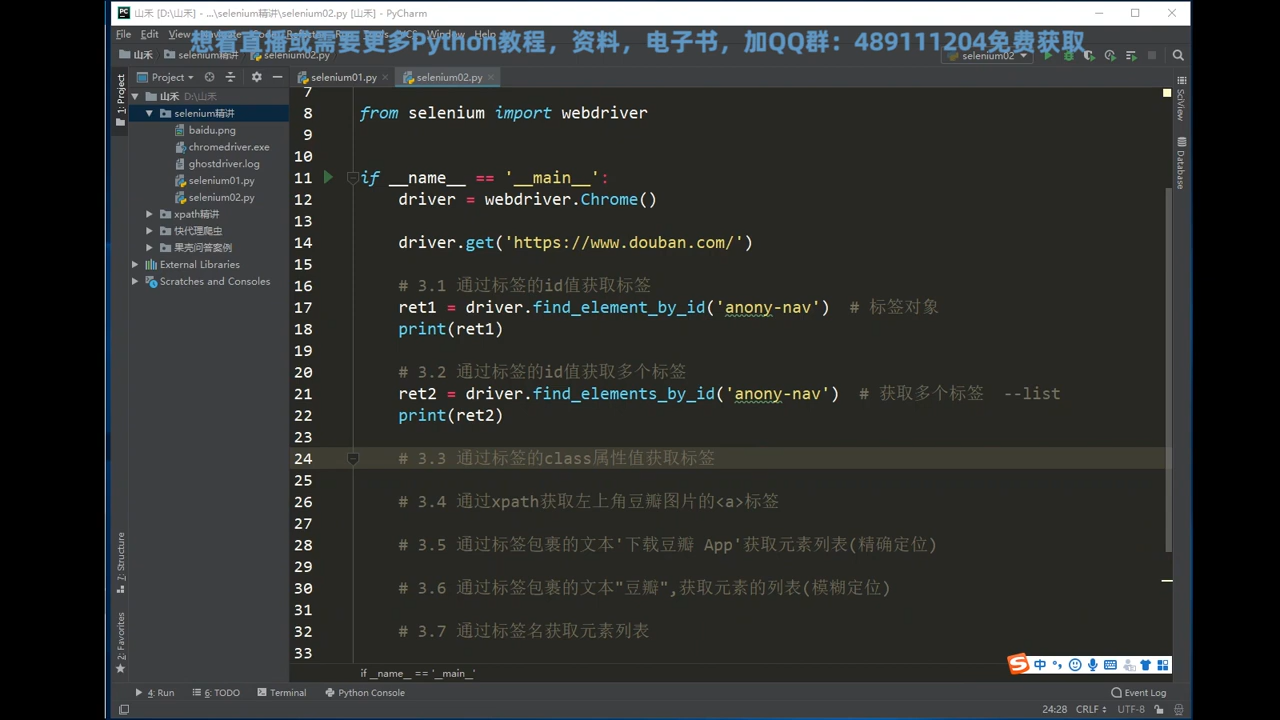 山禾 [D:\山禾] - ...\selenium精讲\selenium02.py [山禾] - PyCharm
File Edit View Window Help
想看直播或需要更多Python教程，资料，电子书，加QQ群：489111204免费获取
山禾 selenium精讲 selenium02.py selenium02
Project selenium01.py selenium02.py
1: Project
山禾 D:\山禾
selenium精讲
baidu.png
chromedriver.exe
ghostdriver.log
selenium01.py
selenium02.py
xpath精讲
快代理爬虫
果壳问答案例
External Libraries
Scratches and Consoles
7: Structure
2: Favorites
7
8 from selenium import webdriver
9
10
11 if __name__ == '__main__':
12 driver = webdriver.Chrome()
13
14 driver.get('https://www.douban.com/')
15
16 # 3.1 通过标签的id值获取标签
17 ret1 = driver.find_element_by_id('anony-nav') # 标签对象
18 print(ret1)
19
20 # 3.2 通过标签的id值获取多个标签
21 ret2 = driver.find_elements_by_id('anony-nav') # 获取多个标签 --list
22 print(ret2)
23
24 # 3.3 通过标签的class属性值获取标签
25
26 # 3.4 通过xpath获取左上角豆瓣图片的<a>标签
27
28 # 3.5 通过标签包裹的文本'下载豆瓣 App'获取元素列表(精确定位)
29
30 # 3.6 通过标签包裹的文本"豆瓣",获取元素的列表(模糊定位)
31
32 # 3.7 通过标签名获取元素列表
33
if __name__ == '__main__'
SciView
Database
中
4: Run 6: TODO Terminal Python Console Event Log
24:28 CRLF UTF-8